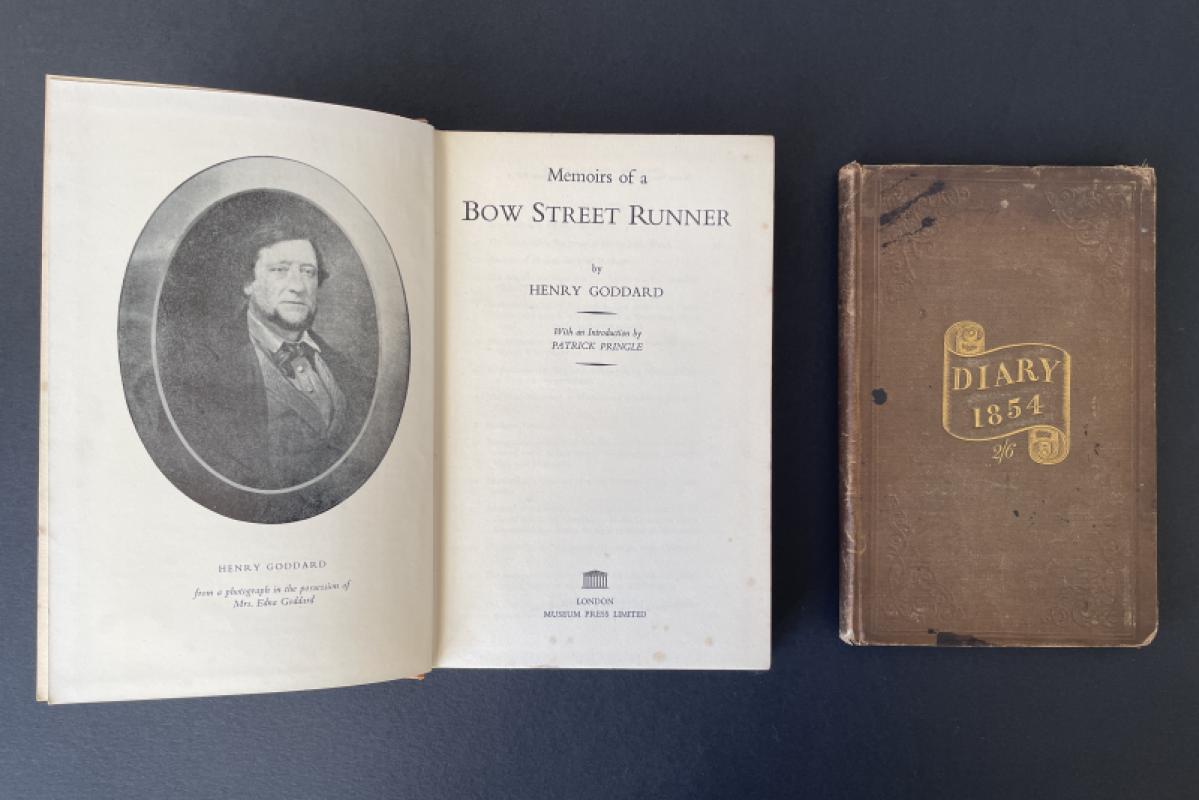 HENRY GODDARD
from a photograph in the possession of
Mrs. Edna Goddard
Memoirs of a
BOW STREET RUNNER
by
HENRY GODDARD
With an Introduction by
PATRICK PRINGLE
LONDON
MUSEUM PRESS LIMITED
DIARY
1854
2/6